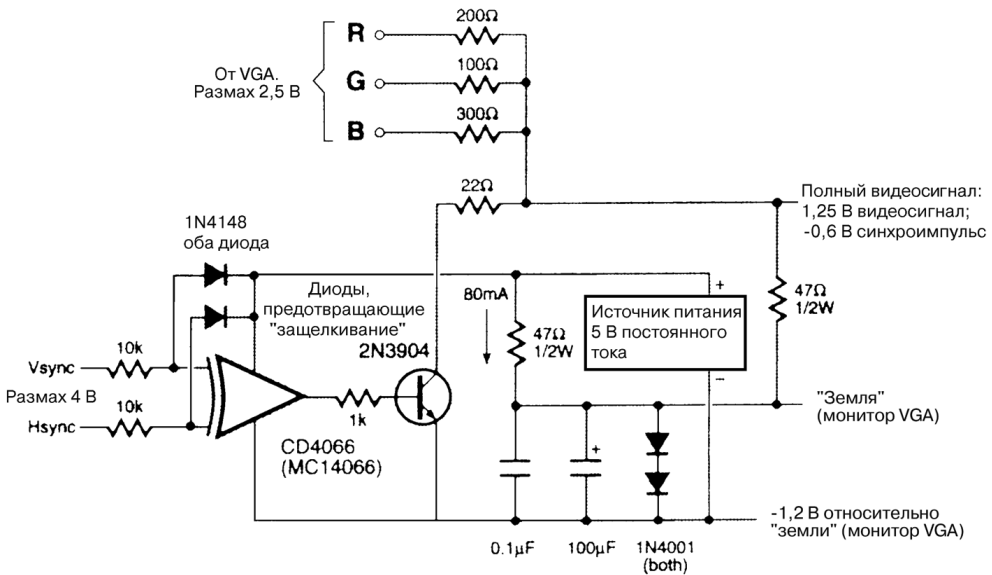 200Ω
R
От VGA.
Размах 2,5 В
100Ω
G
300Ω
B
22Ω
Полный видеосигнал:
1,25 В видеосигнал;
-0,6 В синхроимпульс
1N4148
оба диода
Диоды,
предотвращающие
"защелкивание"
80mA
47Ω
1/2W
+
Источник питания
5 В постоянного
тока
–
47Ω
1/2W
2N3904
10k
Vsync
Размах 4 В
10k
Hsync
1k
CD4066
(MC14066)
"Земля"
(монитор VGA)
+
-1,2 В относительно
"земли" (монитор VGA)
0.1µF
100µF
1N4001
(both)